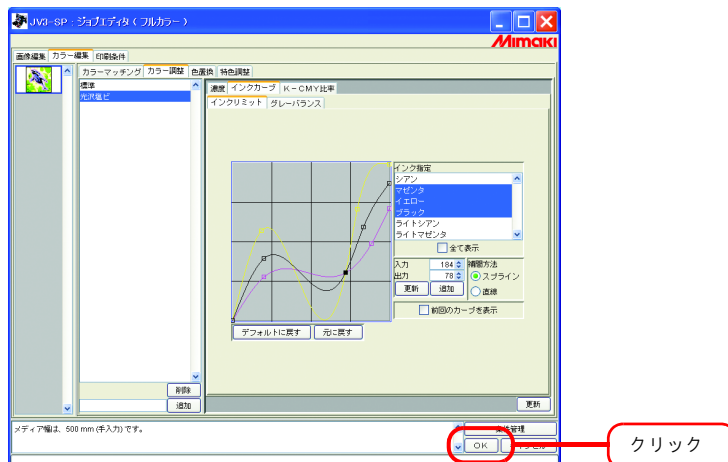 JV3-SP : ジョブエディタ ( フルカラー )
Mimaki
画像編集 カラー編集 印刷条件
カラーマッチング カラー調整 色置換 特色調整
標準
光沢塩ビ
濃度 インクカーブ K-CMY比率
インクリミット グレーバランス
インク指定
シアン
マゼンタ
イエロー
ブラック
ライトシアン
ライトマゼンタ
全て表示
入力 184
出力 78
更新 追加
補間方法
スプライン
直線
前回のカーブを表示
デフォルトに戻す 元に戻す
削除
追加
更新
メディア幅は、500 mm (手入力) です。
OK
クリック